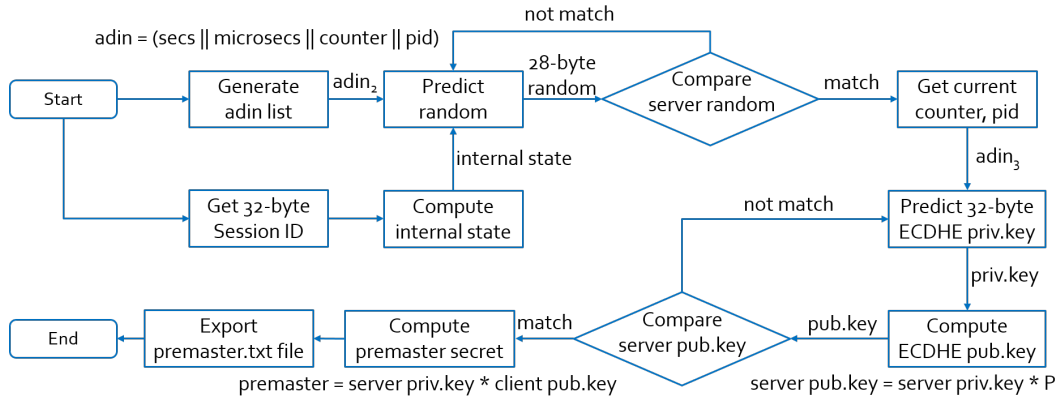 not match
adin = (secs || microsecs || counter || pid)
Start
Generate
adin list
adin₂
Predict
random
28-byte
random
Compare
server random
match
Get current
counter, pid
internal state
adin₃
Get 32-byte
Session ID
Compute
internal state
not match
Predict 32-byte
ECDHE priv.key
priv.key
End
Export
premaster.txt file
Compute
premaster secret
match
Compare
server pub.key
pub.key
Compute
ECDHE pub.key
premaster = server priv.key * client pub.key
server pub.key = server priv.key * P